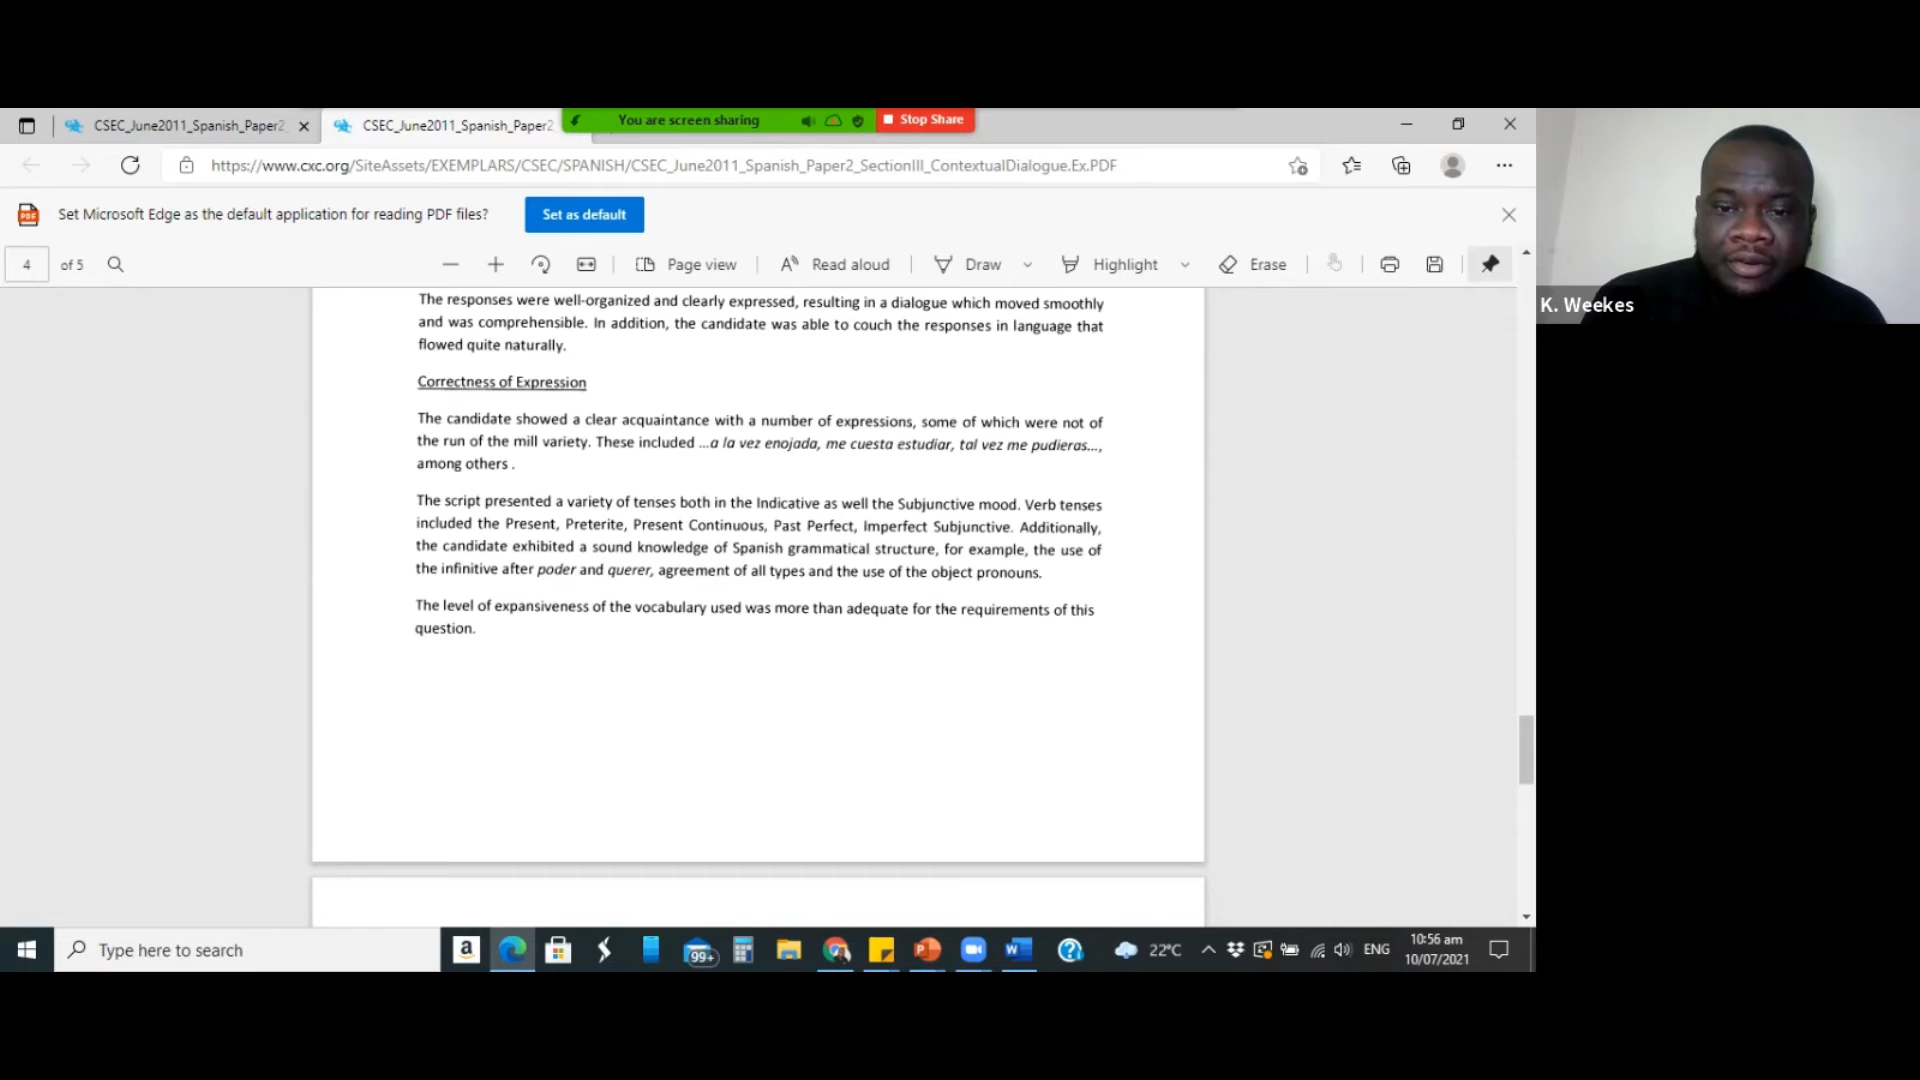 CSEC_June2011_Spanish_Paper2_
CSEC_June2011_Spanish_Paper2
You are screen sharing
Stop Share
https://www.cxc.org/SiteAssets/EXEMPLARS/CSEC/SPANISH/CSEC_June2011_Spanish_Paper2_SectionIII_ContextualDialogue.Ex.PDF
PDF
Set Microsoft Edge as the default application for reading PDF files?
Set as default
4 of 5
Page view
Read aloud
Draw
Highlight
Erase
K. Weekes
The responses were well-organized and clearly expressed, resulting in a dialogue which moved smoothly
and was comprehensible. In addition, the candidate was able to couch the responses in language that
flowed quite naturally.
Correctness of Expression
The candidate showed a clear acquaintance with a number of expressions, some of which were not of
the run of the mill variety. These included ...a la vez enojada, me cuesta estudiar, tal vez me pudieras...,
among others .
The script presented a variety of tenses both in the Indicative as well the Subjunctive mood. Verb tenses
included the Present, Preterite, Present Continuous, Past Perfect, Imperfect Subjunctive. Additionally,
the candidate exhibited a sound knowledge of Spanish grammatical structure, for example, the use of
the infinitive after poder and querer, agreement of all types and the use of the object pronouns.
The level of expansiveness of the vocabulary used was more than adequate for the requirements of this
question.
Type here to search
99+
22°C
ENG
10:56 am
10/07/2021